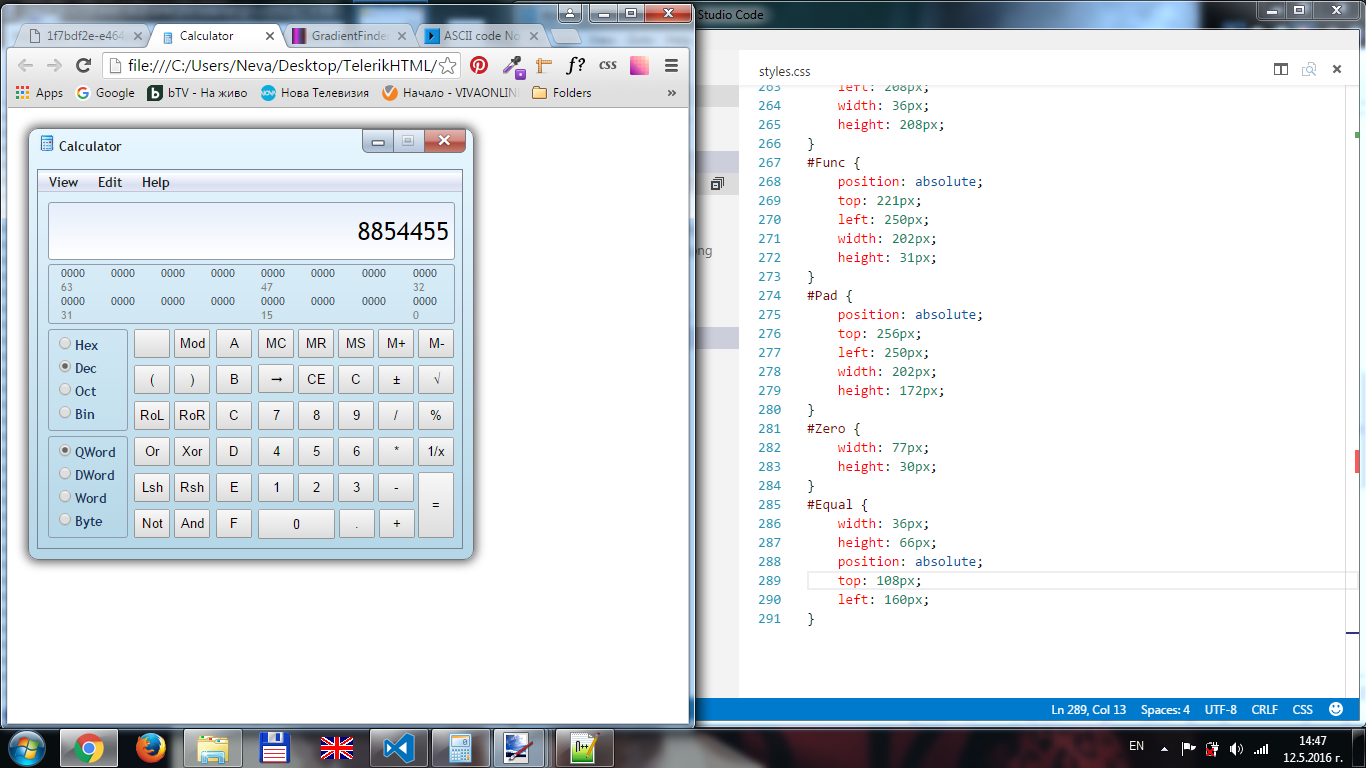 Studio Code
1f7bdf2e-e464
Calculator
GradientFinde
ASCII code No
file:///C:/Users/Neva/Desktop/TelerikHTML/
f?
css
Apps
Google
bTV - На живо
Нова Телевизия
Начало - VIVAONLIN
Folders
»
Calculator
View Edit Help
8854455
0000 0000 0000 0000 0000 0000 0000 0000
63 47 32
0000 0000 0000 0000 0000 0000 0000 0000
31 15 0
Hex
Dec
Oct
Bin
QWord
DWord
Word
Byte
Mod A MC MR MS M+ M-
( ) B → CE C ± √
RoL RoR C 7 8 9 / %
Or Xor D 4 5 6 * 1/x
Lsh Rsh E 1 2 3 - =
Not And F 0 . +
ong
styles.css
263 left: 208px;
264 width: 36px;
265 height: 208px;
266 }
267 #Func {
268 position: absolute;
269 top: 221px;
270 left: 250px;
271 width: 202px;
272 height: 31px;
273 }
274 #Pad {
275 position: absolute;
276 top: 256px;
277 left: 250px;
278 width: 202px;
279 height: 172px;
280 }
281 #Zero {
282 width: 77px;
283 height: 30px;
284 }
285 #Equal {
286 width: 36px;
287 height: 66px;
288 position: absolute;
289 top: 108px;
290 left: 160px;
291 }
Ln 289, Col 13 Spaces: 4 UTF-8 CRLF CSS
EN
14:47
12.5.2016 г.